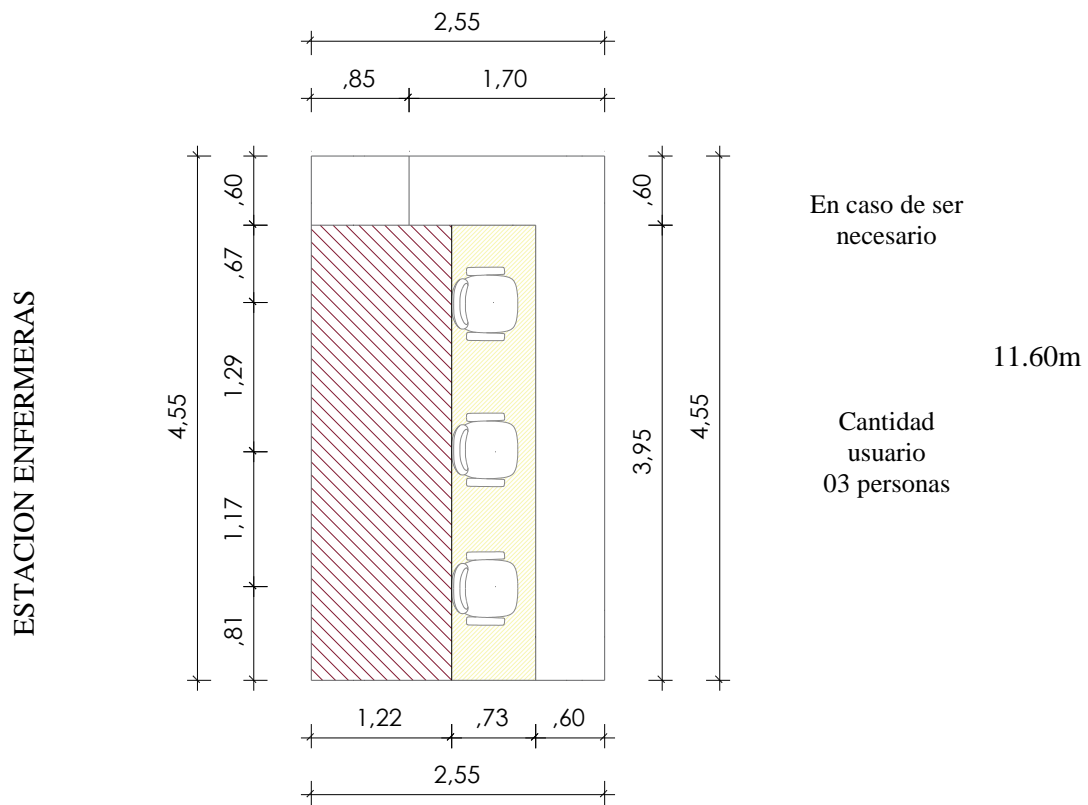 2,55
,85
1,70
ESTACION ENFERMERAS
4,55
,60
,67
1,29
1,17
,81
,60
3,95
4,55
En caso de ser
necesario
Cantidad
usuario
03 personas
11.60m
1,22
,73
,60
2,55